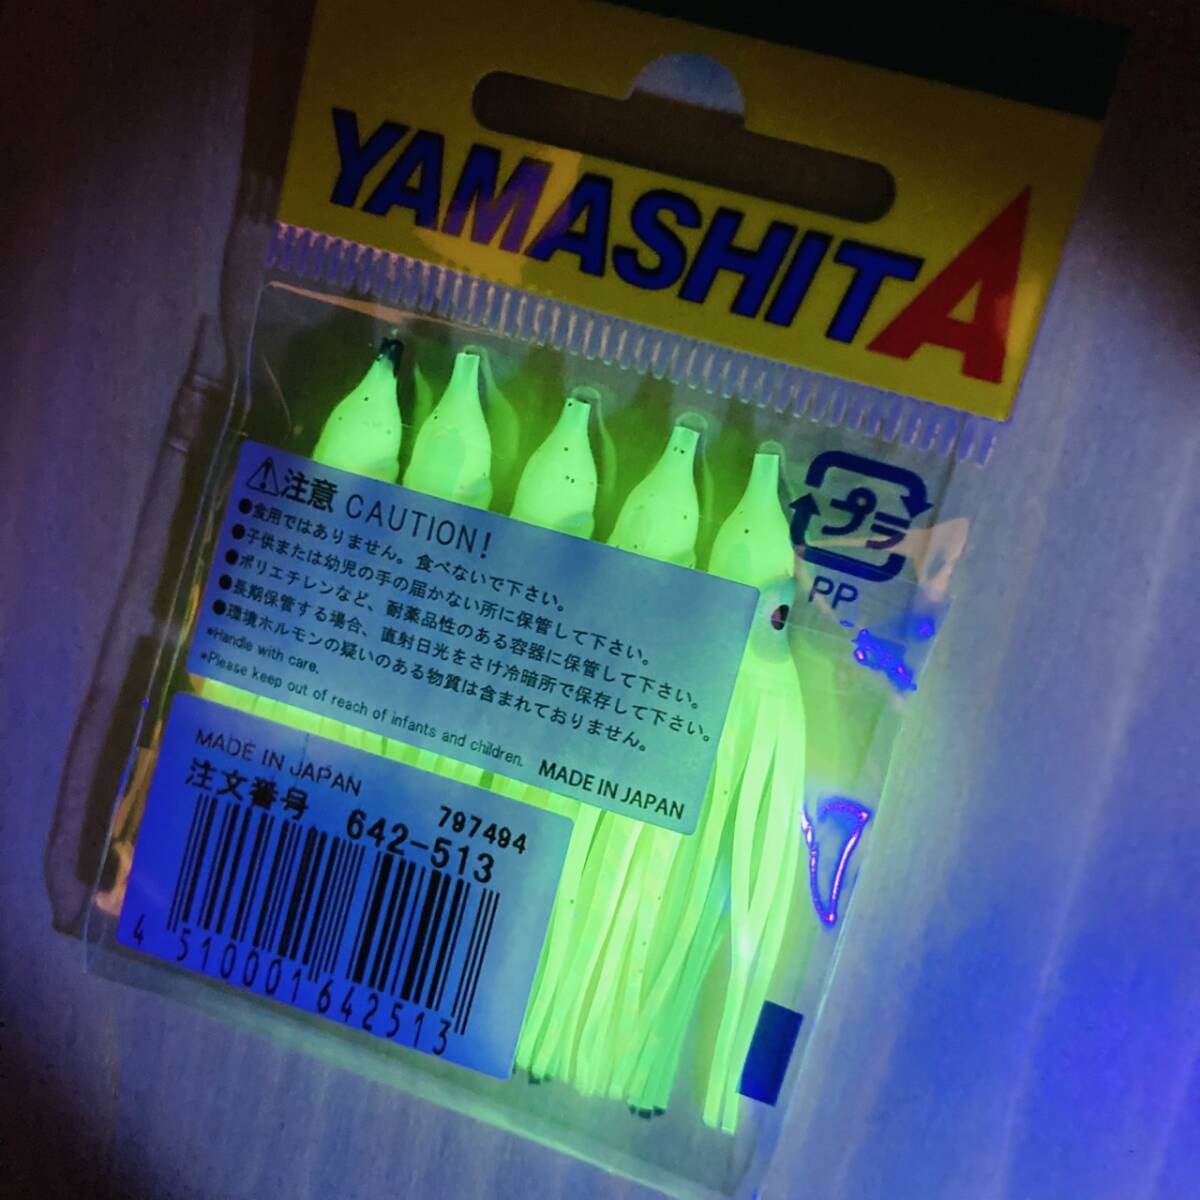 YAMASHITA
注意 CAUTION!
●食用ではありません。食べないで下さい。
●子供または幼児の手の届かない所に保管して下さい。
●ポリエチレンなど、耐薬品性のある容器に保管して下さい。
●長期保管する場合、直射日光をさけ冷暗所で保存して下さい。
●環境ホルモンの疑いのある物質は含まれておりません。
*Handle with care.
*Please keep out of reach of infants and children.
MADE IN JAPAN
プラ
PP
MADE IN JAPAN
797494
注文番号 642-513
4510001642513